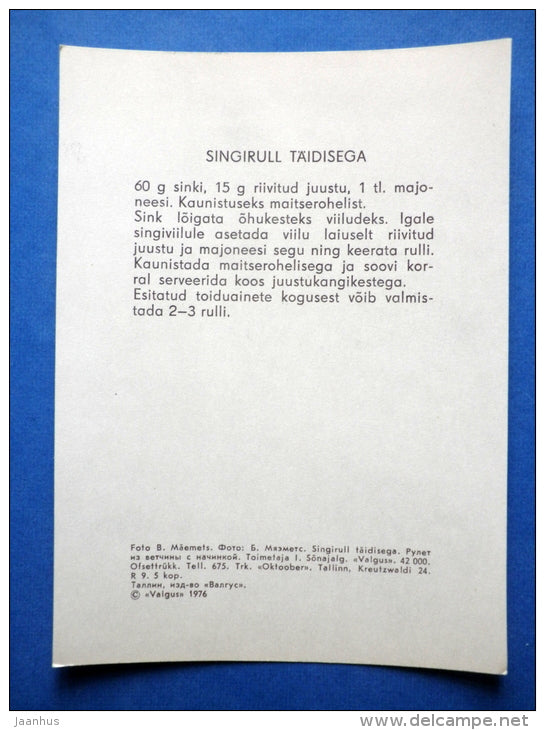 SINGIRULL TÄIDISEGA
60 g sinki, 15 g riivitud juustu, 1 tl. majo-
neesi. Kaunistuseks maitserohelist.
Sink lõigata õhukesteks viiludeks. Igale
singiviilule asetada viilu laiuselt riivitud
juustu ja majoneesi segu ning keerata rulli.
Kaunistada maitserohelisega ja soovi kor-
ral serveerida koos juustukangikestega.
Esitatud toiduainete kogusest võib valmis-
tada 2—3 rulli.
Foto B. Mäemets. Фото: Б. Мяэметс. Singirull täidisega. Рулет
из ветчины с начинкой. Toimetaja I. Sõnajalg. «Valgus». 42 000.
Ofsettrükk. Tell. 675. Trk. «Oktoober». Tallinn, Kreutzwaldi 24.
R 9. 5 kop.
Таллин, изд-во «Валгус».
© «Valgus» 1976
jaanhus
www.delcampe.net